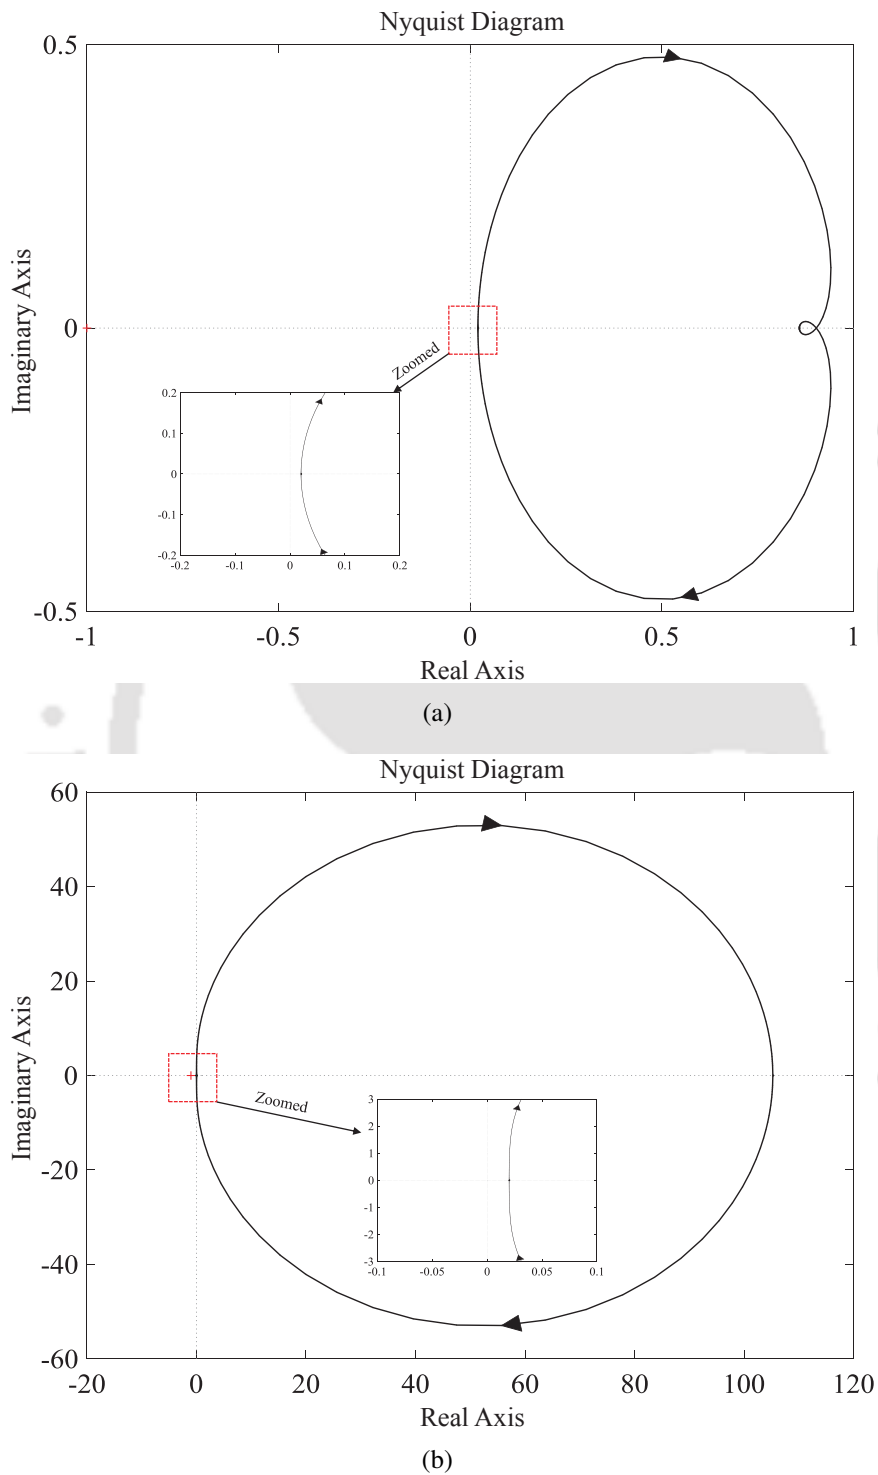 Nyquist Diagram
0.5
0
-0.5
Imaginary Axis
Zoomed
0.2
0.1
0
-0.1
-0.2
-0.2 -0.1 0 0.1 0.2
-1 -0.5 0 0.5 1
Real Axis
(a)
Nyquist Diagram
60
40
20
0
-20
-40
-60
Imaginary Axis
Zoomed
3
2
1
0
-1
-2
-3
-0.1 -0.05 0 0.05 0.1
-20 0 20 40 60 80 100 120
Real Axis
(b)